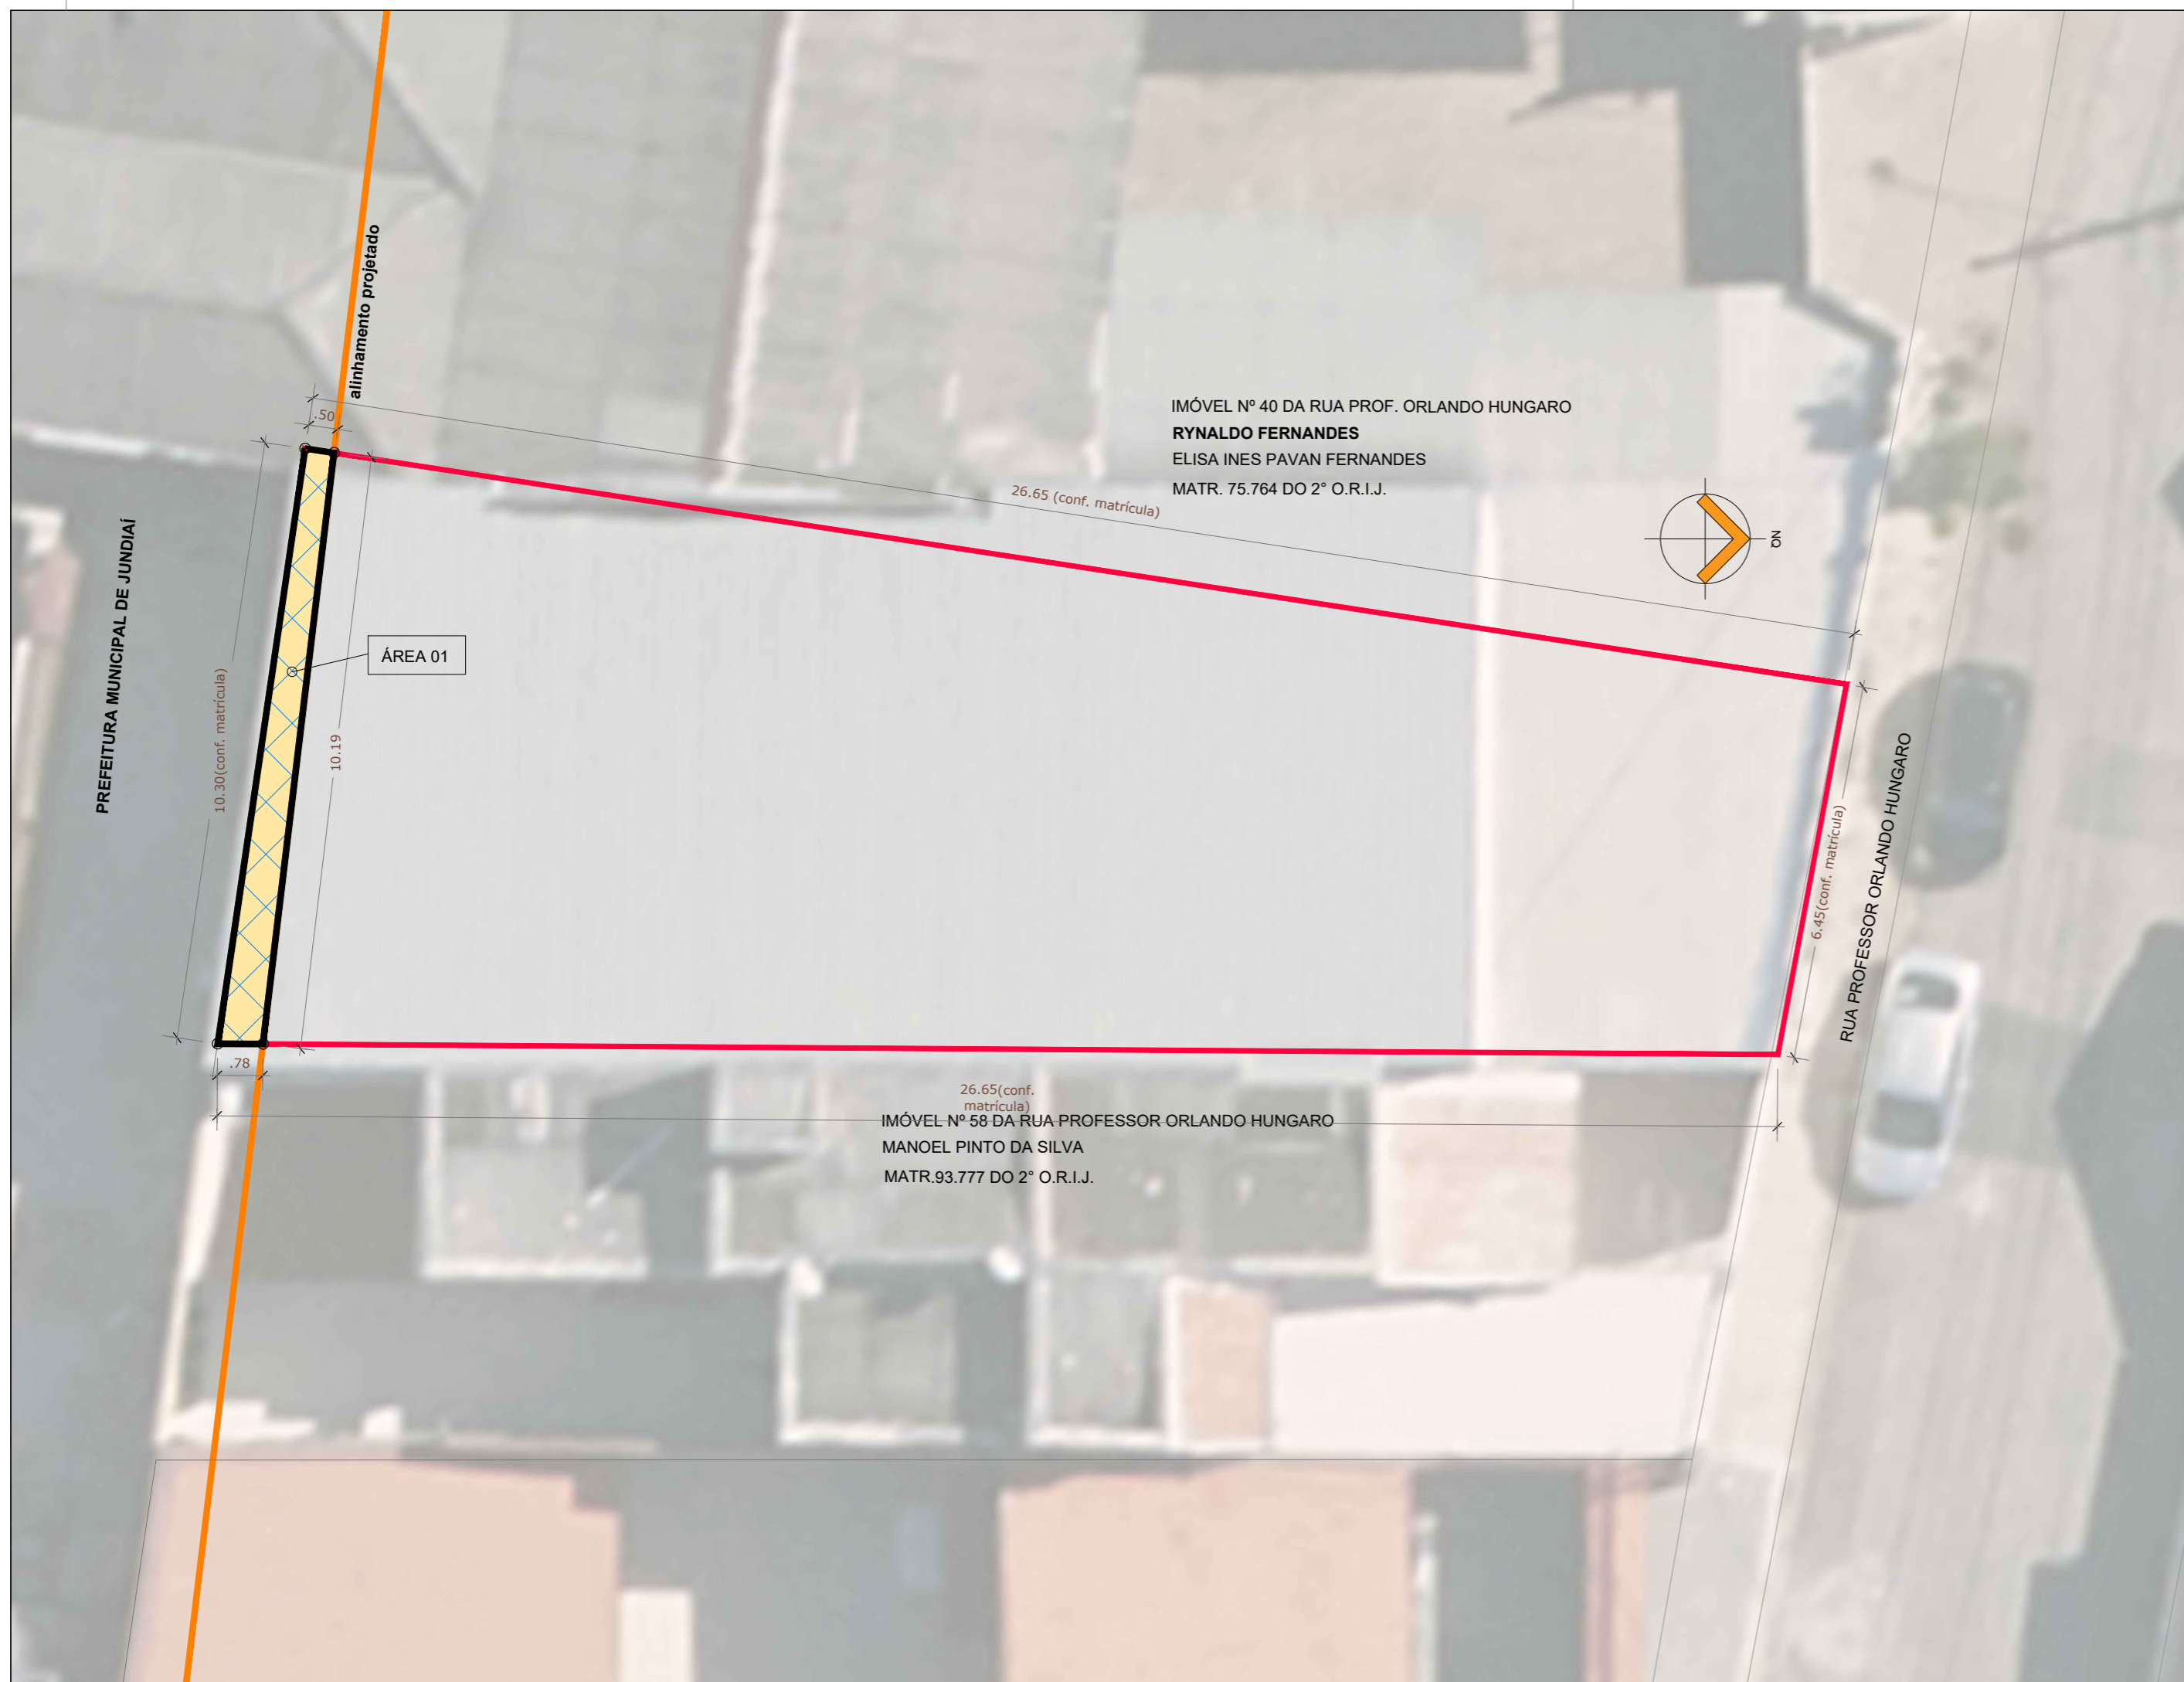 alinhamento projetado
.50
IMÓVEL Nº 40 DA RUA PROF. ORLANDO HUNGARO
RYNALDO FERNANDES
ELISA INES PAVAN FERNANDES
MATR. 75.764 DO 2° O.R.I.J.
26.65 (conf. matrícula)
NQ
PREFEITURA MUNICIPAL DE JUNDIAÍ
ÁREA 01
10.30(conf. matrícula)
10.19
6.45(conf. matrícula)
RUA PROFESSOR ORLANDO HUNGARO
.78
26.65(conf.
matrícula)
IMÓVEL Nº 58 DA RUA PROFESSOR ORLANDO HUNGARO
MANOEL PINTO DA SILVA
MATR.93.777 DO 2° O.R.I.J.